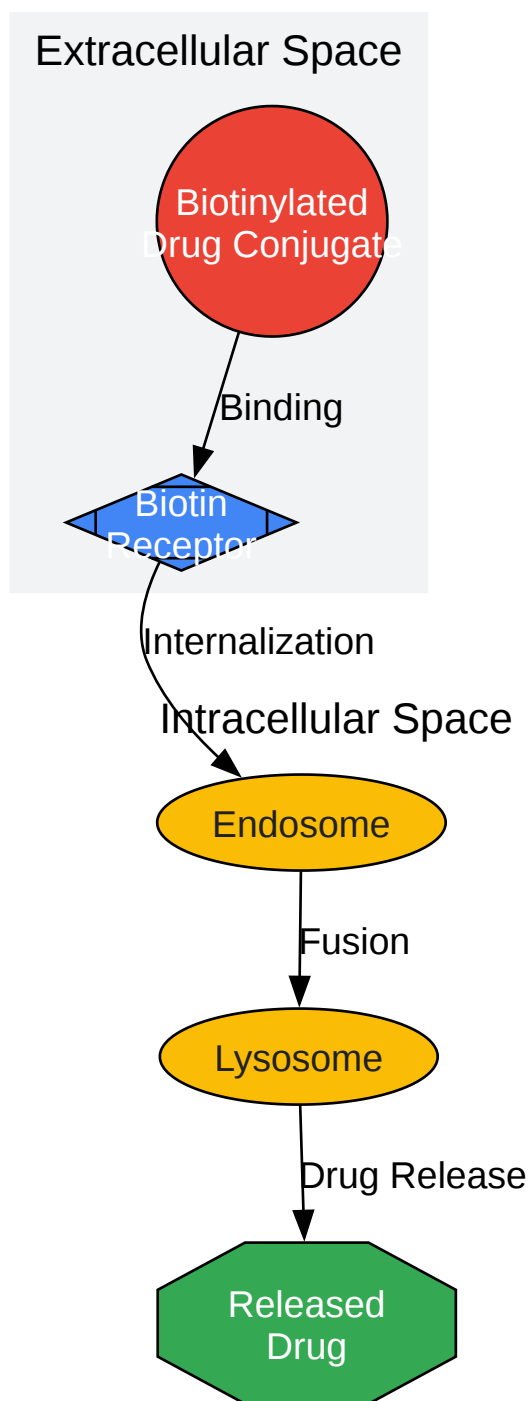 Extracellular Space
Biotinylated
Drug Conjugate
Binding
Biotin
Receptor
Internalization
Intracellular Space
Endosome
Fusion
Lysosome
Drug Release
Released
Drug